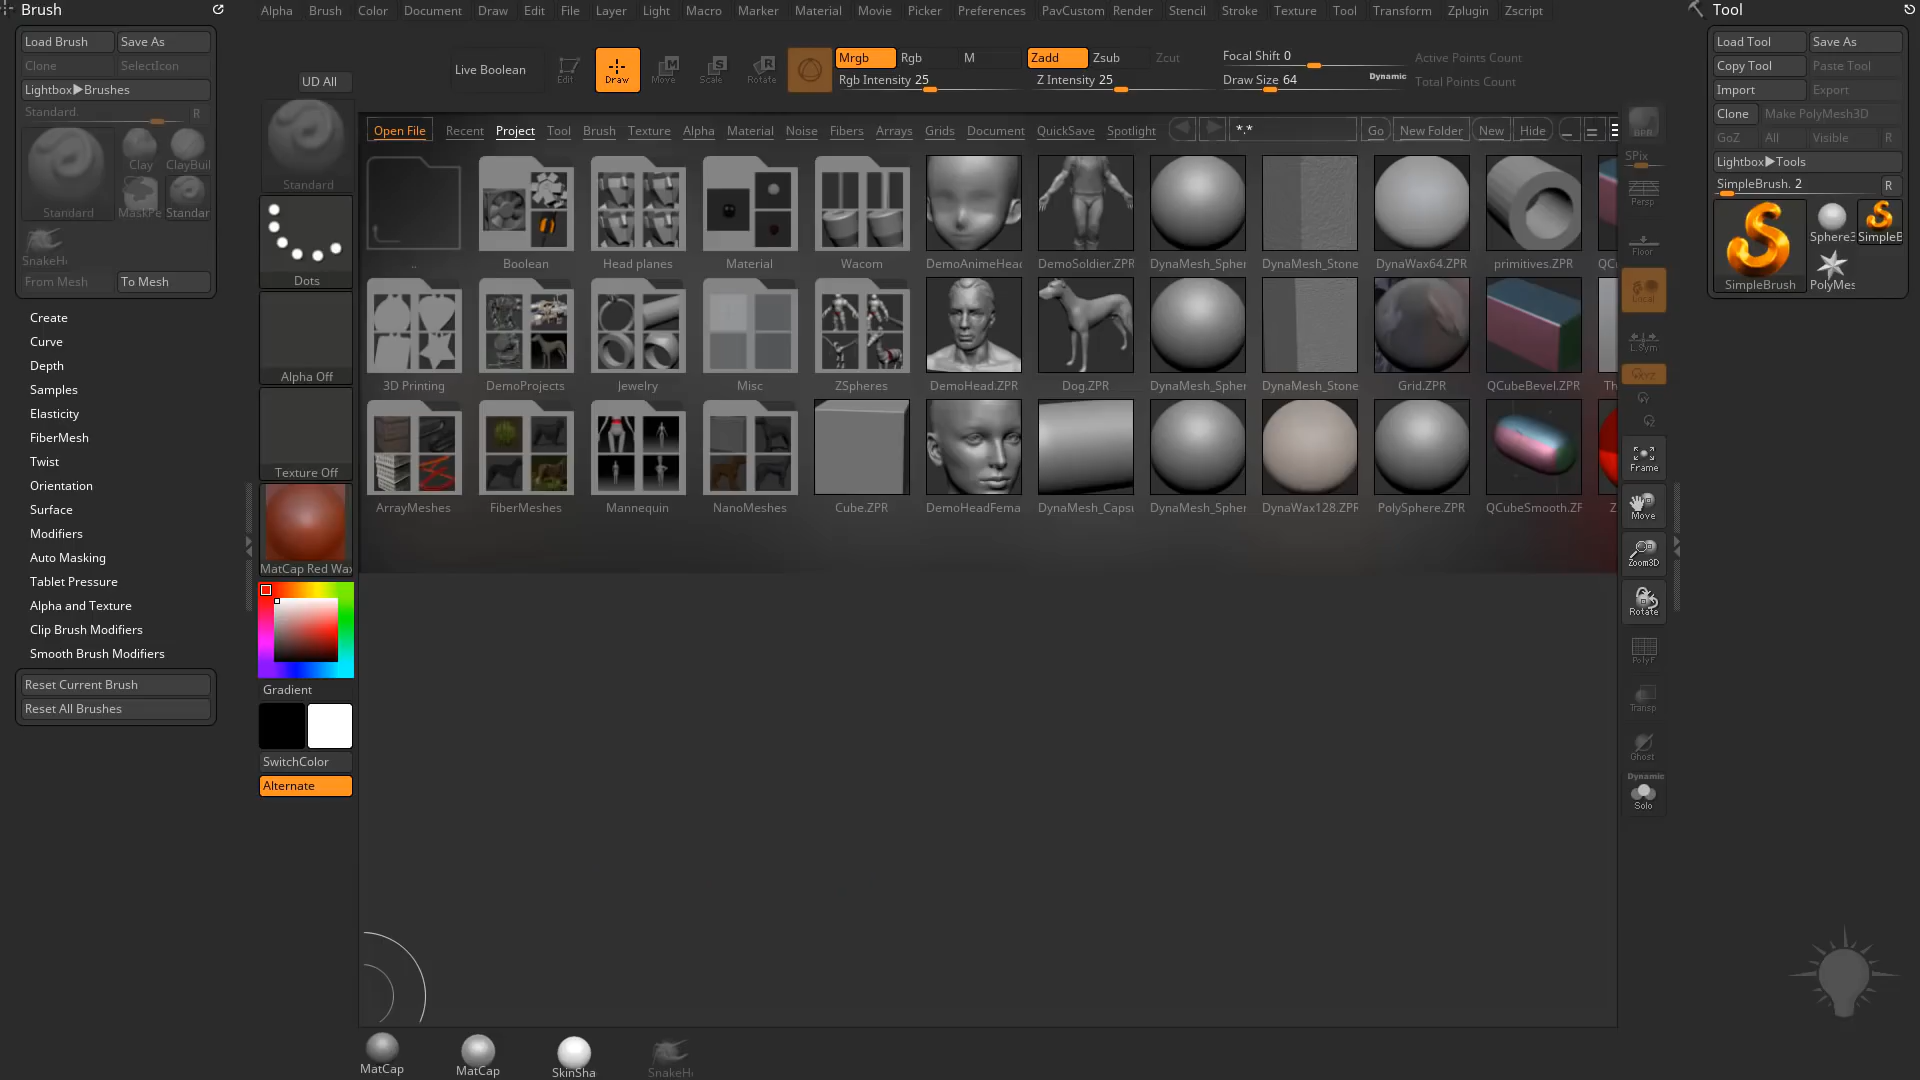 Brush
Alpha Brush Color Document Draw Edit File Layer Light Macro Marker Material Movie Picker Preferences PavCustom Render Stencil Stroke Texture Tool Transform Zplugin Zscript
Tool
Load Brush Save As
Clone SelectIcon
Lightbox▶Brushes
Standard. R
Clay ClayBuil
Standard MaskPe Standar
SnakeH
From Mesh To Mesh
Create
Curve
Depth
Samples
Elasticity
FiberMesh
Twist
Orientation
Surface
Modifiers
Auto Masking
Tablet Pressure
Alpha and Texture
Clip Brush Modifiers
Smooth Brush Modifiers
Reset Current Brush
Reset All Brushes
UD All
Standard
Dots
Alpha Off
Texture Off
MatCap Red Wax
Gradient
SwitchColor
Alternate
Live Boolean
Edit Draw Move Scale Rotate
Mrgb Rgb M
Rgb Intensity 25
Zadd Zsub Zcut
Z Intensity 25
Focal Shift 0
Draw Size 64 Dynamic
Active Points Count
Total Points Count
Open File Recent Project Tool Brush Texture Alpha Material Noise Fibers Arrays Grids Document QuickSave Spotlight *.* Go New Folder New Hide
.. Boolean Head planes Material Wacom DemoAnimeHead DemoSoldier.ZPR DynaMesh_Spher DynaMesh_Stone DynaWax64.ZPR primitives.ZPR QC
3D Printing DemoProjects Jewelry Misc ZSpheres DemoHead.ZPR Dog.ZPR DynaMesh_Spher DynaMesh_Stone Grid.ZPR QCubeBevel.ZPR Th
ArrayMeshes FiberMeshes Mannequin NanoMeshes Cube.ZPR DemoHeadFema DynaMesh_Capsu DynaMesh_Spher DynaWax128.ZPR PolySphere.ZPR QCubeSmooth.ZP Z
BPR
SPix
Persp
Floor
Local
L.Sym
XYZ
Frame
Move
Zoom3D
Rotate
PolyF
Transp
Ghost
Dynamic
Solo
Load Tool Save As
Copy Tool Paste Tool
Import Export
Clone Make PolyMesh3D
GoZ All Visible R
Lightbox▶Tools
SimpleBrush. 2 R
Sphere3 SimpleB
SimpleBrush PolyMes
MatCap MatCap SkinSha SnakeH